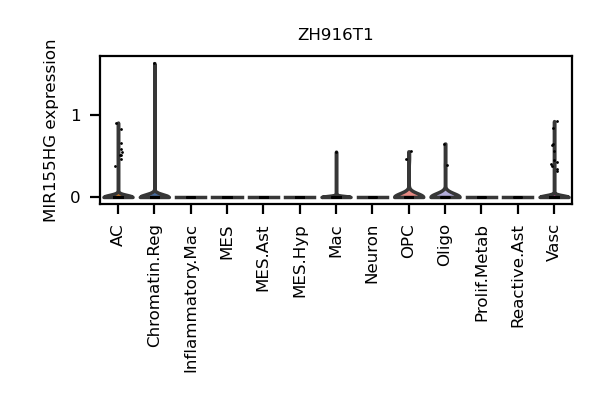 ZH916T1
MIR155HG expression
1
0
AC
Chromatin.Reg
Inflammatory.Mac
MES
MES.Ast
MES.Hyp
Mac
Neuron
OPC
Oligo
Prolif.Metab
Reactive.Ast
Vasc